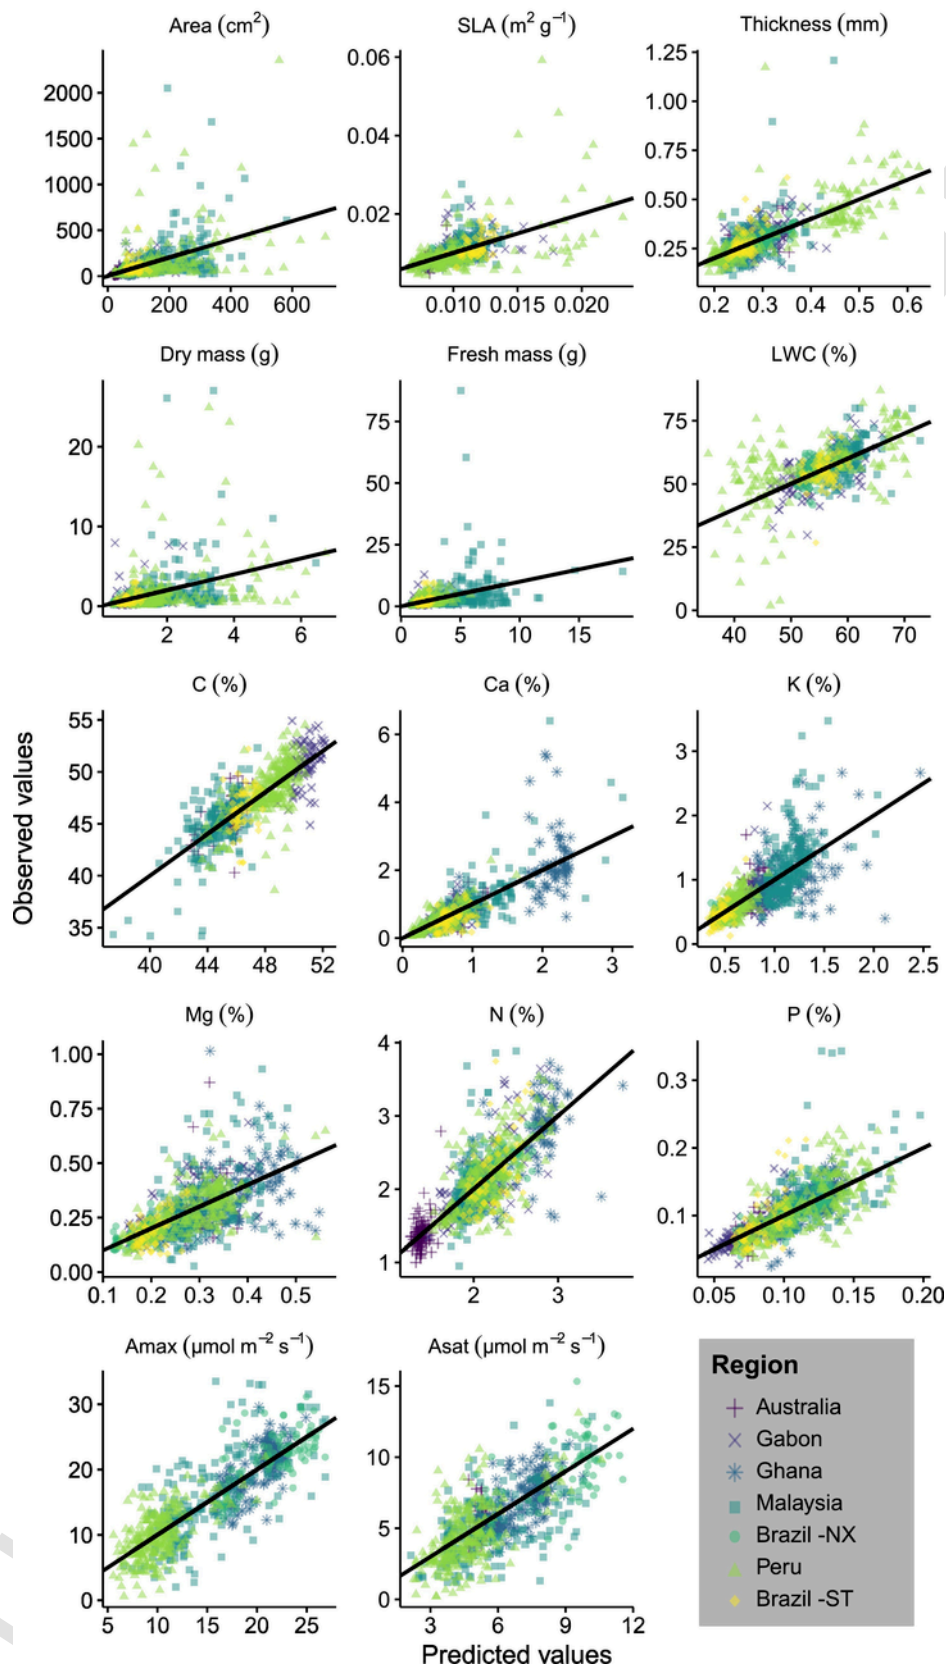 Area (cm²) SLA (m² g⁻¹) Thickness (mm)
2000
1500
1000
500
0
0 200 400 600
0.06
0.04
0.02
0.010 0.015 0.020
1.25
1.00
0.75
0.50
0.25
0.2 0.3 0.4 0.5 0.6
Dry mass (g) Fresh mass (g) LWC (%)
20
10
0
2 4 6
75
50
25
0
0 5 10 15
75
50
25
0
40 50 60 70
C (%) Ca (%) K (%)
55
50
45
40
35
40 44 48 52
6
4
2
0
0 1 2 3
3
2
1
0
0.5 1.0 1.5 2.0 2.5
Observed values
Mg (%) N (%) P (%)
1.00
0.75
0.50
0.25
0.00
0.1 0.2 0.3 0.4 0.5
4
3
2
1
2 3
0.3
0.2
0.1
0.05 0.10 0.15 0.20
Amax (μmol m⁻² s⁻¹) Asat (μmol m⁻² s⁻¹)
30
20
10
0
5 10 15 20 25
15
10
5
0
3 6 9 12
Predicted values
Region
Australia
Gabon
Ghana
Malaysia
Brazil -NX
Peru
Brazil -ST